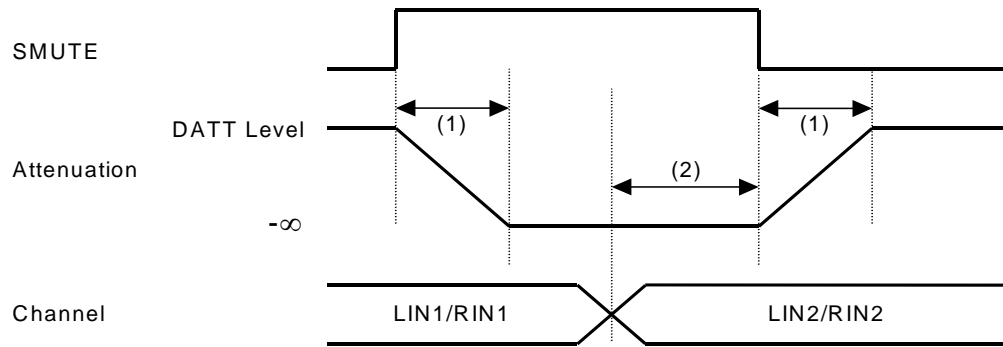 SMUTE
(1)
(1)
DATT Level
Attenuation
(2)
-∞
Channel
LIN1/RIN1
LIN2/RIN2